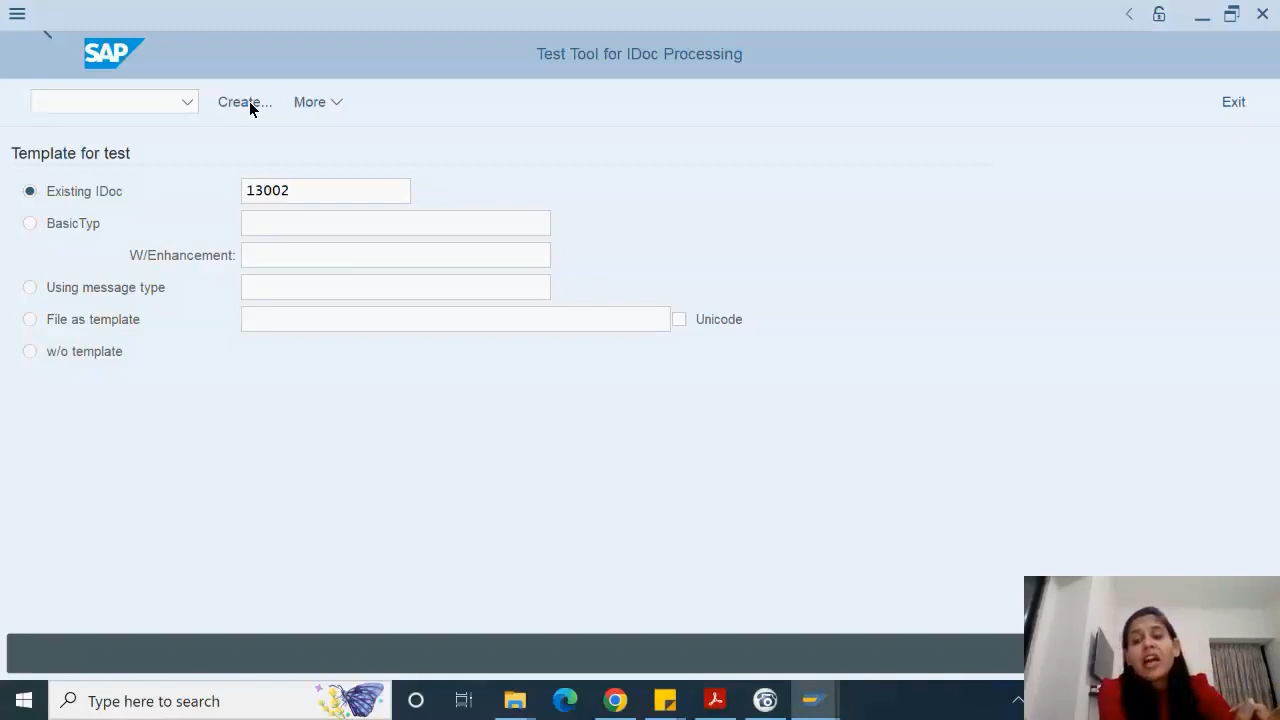 SAP
Test Tool for IDoc Processing
Create...
More
Exit
Template for test
Existing IDoc
13002
BasicTyp
W/Enhancement:
Using message type
File as template
Unicode
w/o template
Type here to search